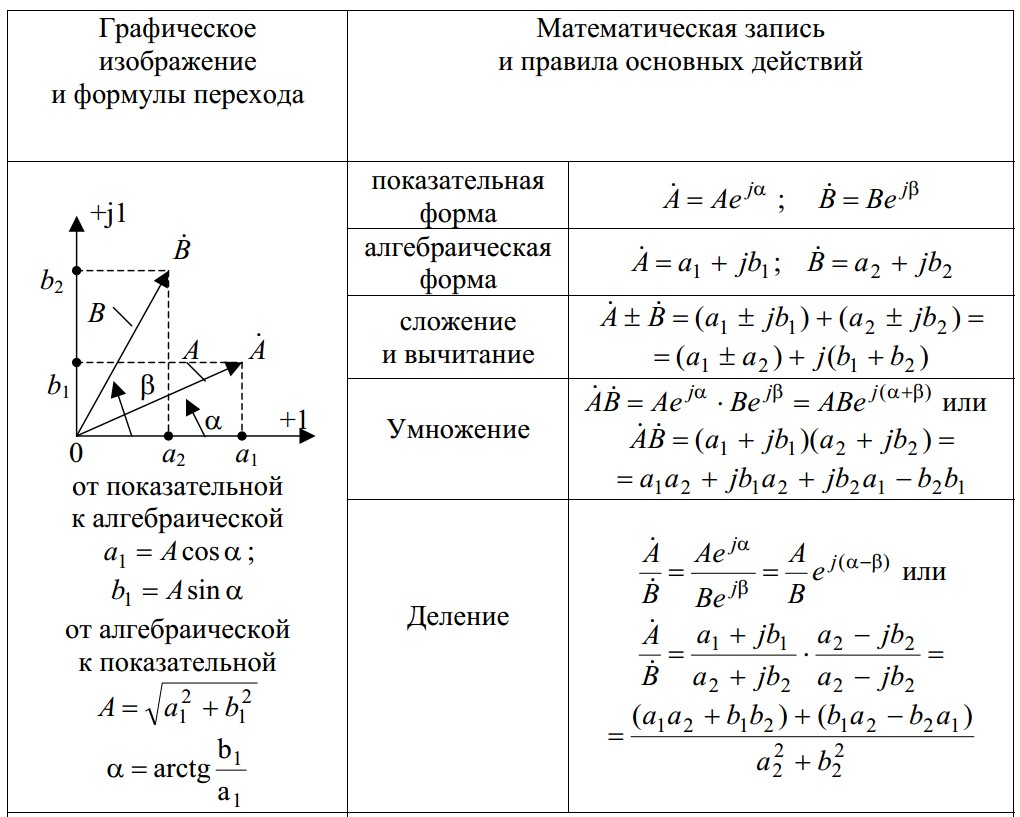 Графическое
изображение
и формулы перехода
Математическая запись
и правила основных действий
+j1
Ḃ
b₂
B
A
Ȧ
b₁
β
α
+1
0
a₂
a₁
от показательной
к алгебраической
a₁ = A cos α ;
b₁ = A sin α
от алгебраической
к показательной
A = √(a₁² + b₁²)
α = arctg b₁/a₁
показательная
форма
Ȧ = Ae^{jα} ; Ḃ = Be^{jβ}
алгебраическая
форма
Ȧ = a₁ + jb₁; Ḃ = a₂ + jb₂
сложение
и вычитание
Ȧ ± Ḃ = (a₁ ± jb₁) + (a₂ ± jb₂) =
= (a₁ ± a₂) + j(b₁ + b₂)
Умножение
ȦḂ = Ae^{jα} · Be^{jβ} = ABe^{j(α+β)} или
ȦḂ = (a₁ + jb₁)(a₂ + jb₂) =
= a₁a₂ + jb₁a₂ + jb₂a₁ − b₂b₁
Деление
Ȧ/Ḃ = Ae^{jα}/Be^{jβ} = A/B e^{j(α−β)} или
Ȧ/Ḃ = (a₁ + jb₁)/(a₂ + jb₂) · (a₂ − jb₂)/(a₂ − jb₂) =
= ((a₁a₂ + b₁b₂) + (b₁a₂ − b₂a₁))/(a₂² + b₂²)